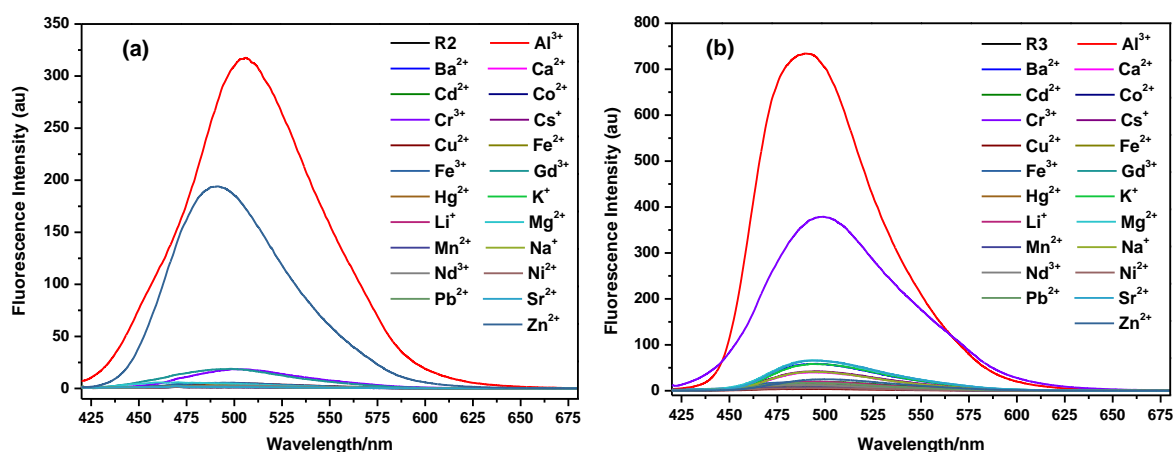 (a)
Fluorescence Intensity (au)
350
300
250
200
150
100
50
0
R2 Al³⁺
Ba²⁺ Ca²⁺
Cd²⁺ Co²⁺
Cr³⁺ Cs⁺
Cu²⁺ Fe²⁺
Fe³⁺ Gd³⁺
Hg²⁺ K⁺
Li⁺ Mg²⁺
Mn²⁺ Na⁺
Nd³⁺ Ni²⁺
Pb²⁺ Sr²⁺
Zn²⁺
425 450 475 500 525 550 575 600 625 650 675
Wavelength/nm
(b)
Fluorescence Intensity (au)
800
700
600
500
400
300
200
100
0
R3 Al³⁺
Ba²⁺ Ca²⁺
Cd²⁺ Co²⁺
Cr³⁺ Cs⁺
Cu²⁺ Fe²⁺
Fe³⁺ Gd³⁺
Hg²⁺ K⁺
Li⁺ Mg²⁺
Mn²⁺ Na⁺
Nd³⁺ Ni²⁺
Pb²⁺ Sr²⁺
Zn²⁺
425 450 475 500 525 550 575 600 625 650 675
Wavelength/nm